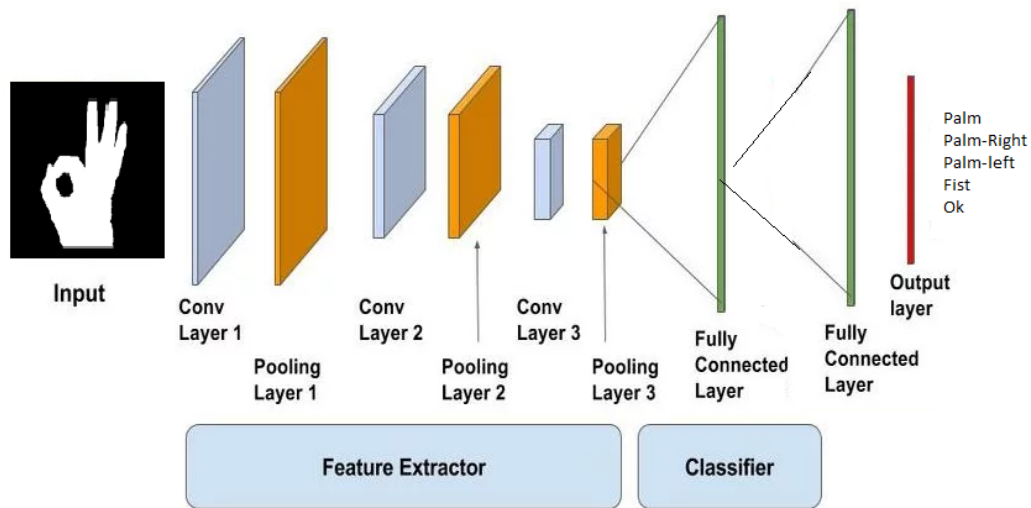 Input
Conv
Layer 1
Pooling
Layer 1
Conv
Layer 2
Pooling
Layer 2
Conv
Layer 3
Pooling
Layer 3
Fully
Connected
Layer
Fully
Connected
Layer
Output
layer
Palm
Palm-Right
Palm-left
Fist
Ok
Feature Extractor
Classifier